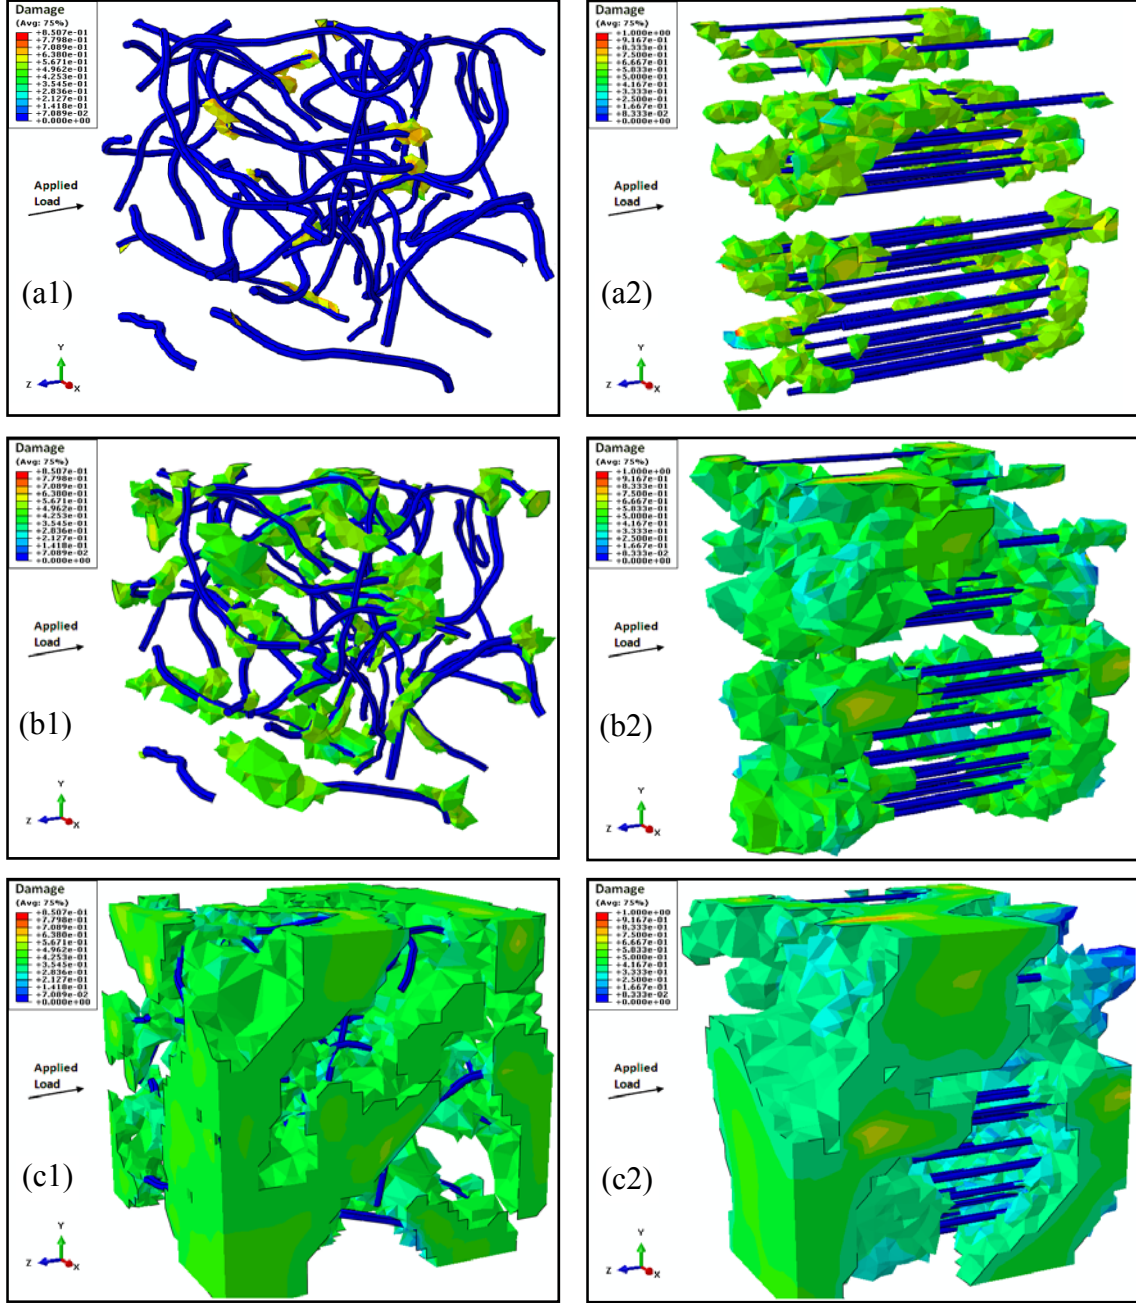 Damage
(Avg: 75%)
+8.507e-01
+7.798e-01
+7.089e-01
+6.380e-01
+5.671e-01
+4.962e-01
+4.253e-01
+3.545e-01
+2.836e-01
+2.127e-01
+1.418e-01
+7.089e-02
+0.000e+00
Applied
Load
(a1)
Y
Z
X
Damage
(Avg: 75%)
+1.000e+00
+9.167e-01
+8.333e-01
+7.500e-01
+6.667e-01
+5.833e-01
+5.000e-01
+4.167e-01
+3.333e-01
+2.500e-01
+1.667e-01
+8.333e-02
+0.000e+00
Applied
Load
(a2)
Y
Z
X
Damage
(Avg: 75%)
+8.507e-01
+7.798e-01
+7.089e-01
+6.380e-01
+5.671e-01
+4.962e-01
+4.253e-01
+3.545e-01
+2.836e-01
+2.127e-01
+1.418e-01
+7.089e-02
+0.000e+00
Applied
Load
(b1)
Y
Z
X
Damage
(Avg: 75%)
+1.000e+00
+9.167e-01
+8.333e-01
+7.500e-01
+6.667e-01
+5.833e-01
+5.000e-01
+4.167e-01
+3.333e-01
+2.500e-01
+1.667e-01
+8.333e-02
+0.000e+00
Applied
Load
(b2)
Y
Z
X
Damage
(Avg: 75%)
+8.507e-01
+7.798e-01
+7.089e-01
+6.380e-01
+5.671e-01
+4.962e-01
+4.253e-01
+3.545e-01
+2.836e-01
+2.127e-01
+1.418e-01
+7.089e-02
+0.000e+00
Applied
Load
(c1)
Y
Z
X
Damage
(Avg: 75%)
+1.000e+00
+9.167e-01
+8.333e-01
+7.500e-01
+6.667e-01
+5.833e-01
+5.000e-01
+4.167e-01
+3.333e-01
+2.500e-01
+1.667e-01
+8.333e-02
+0.000e+00
Applied
Load
(c2)
Y
Z
X